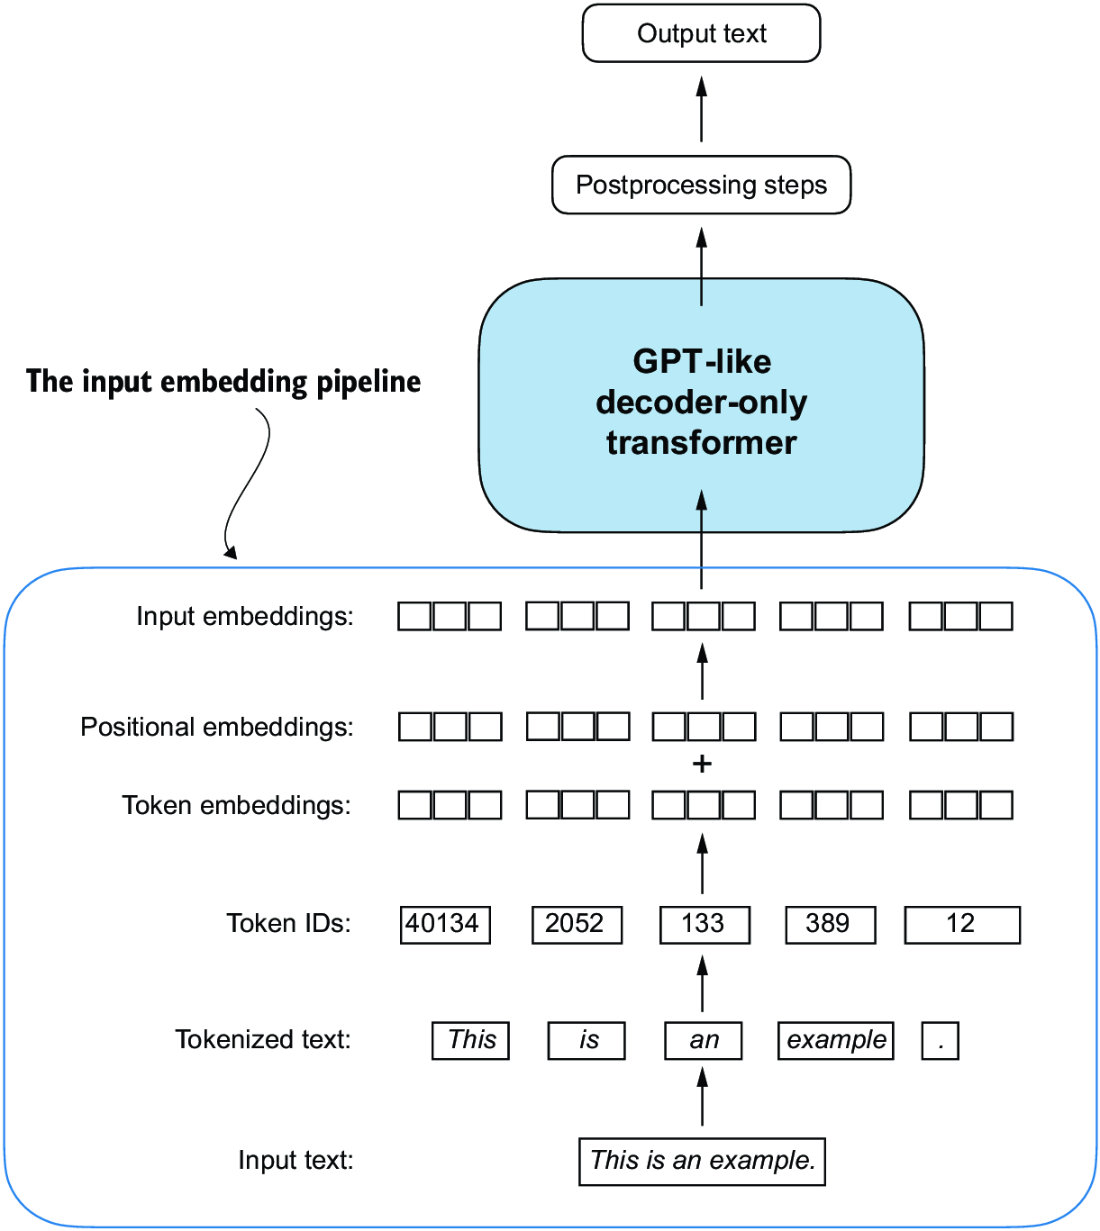 Output text
Postprocessing steps
GPT-like
decoder-only
transformer
The input embedding pipeline
Input embeddings:
Positional embeddings:
+
Token embeddings:
Token IDs: 40134 2052 133 389 12
Tokenized text: This is an example .
Input text: This is an example.